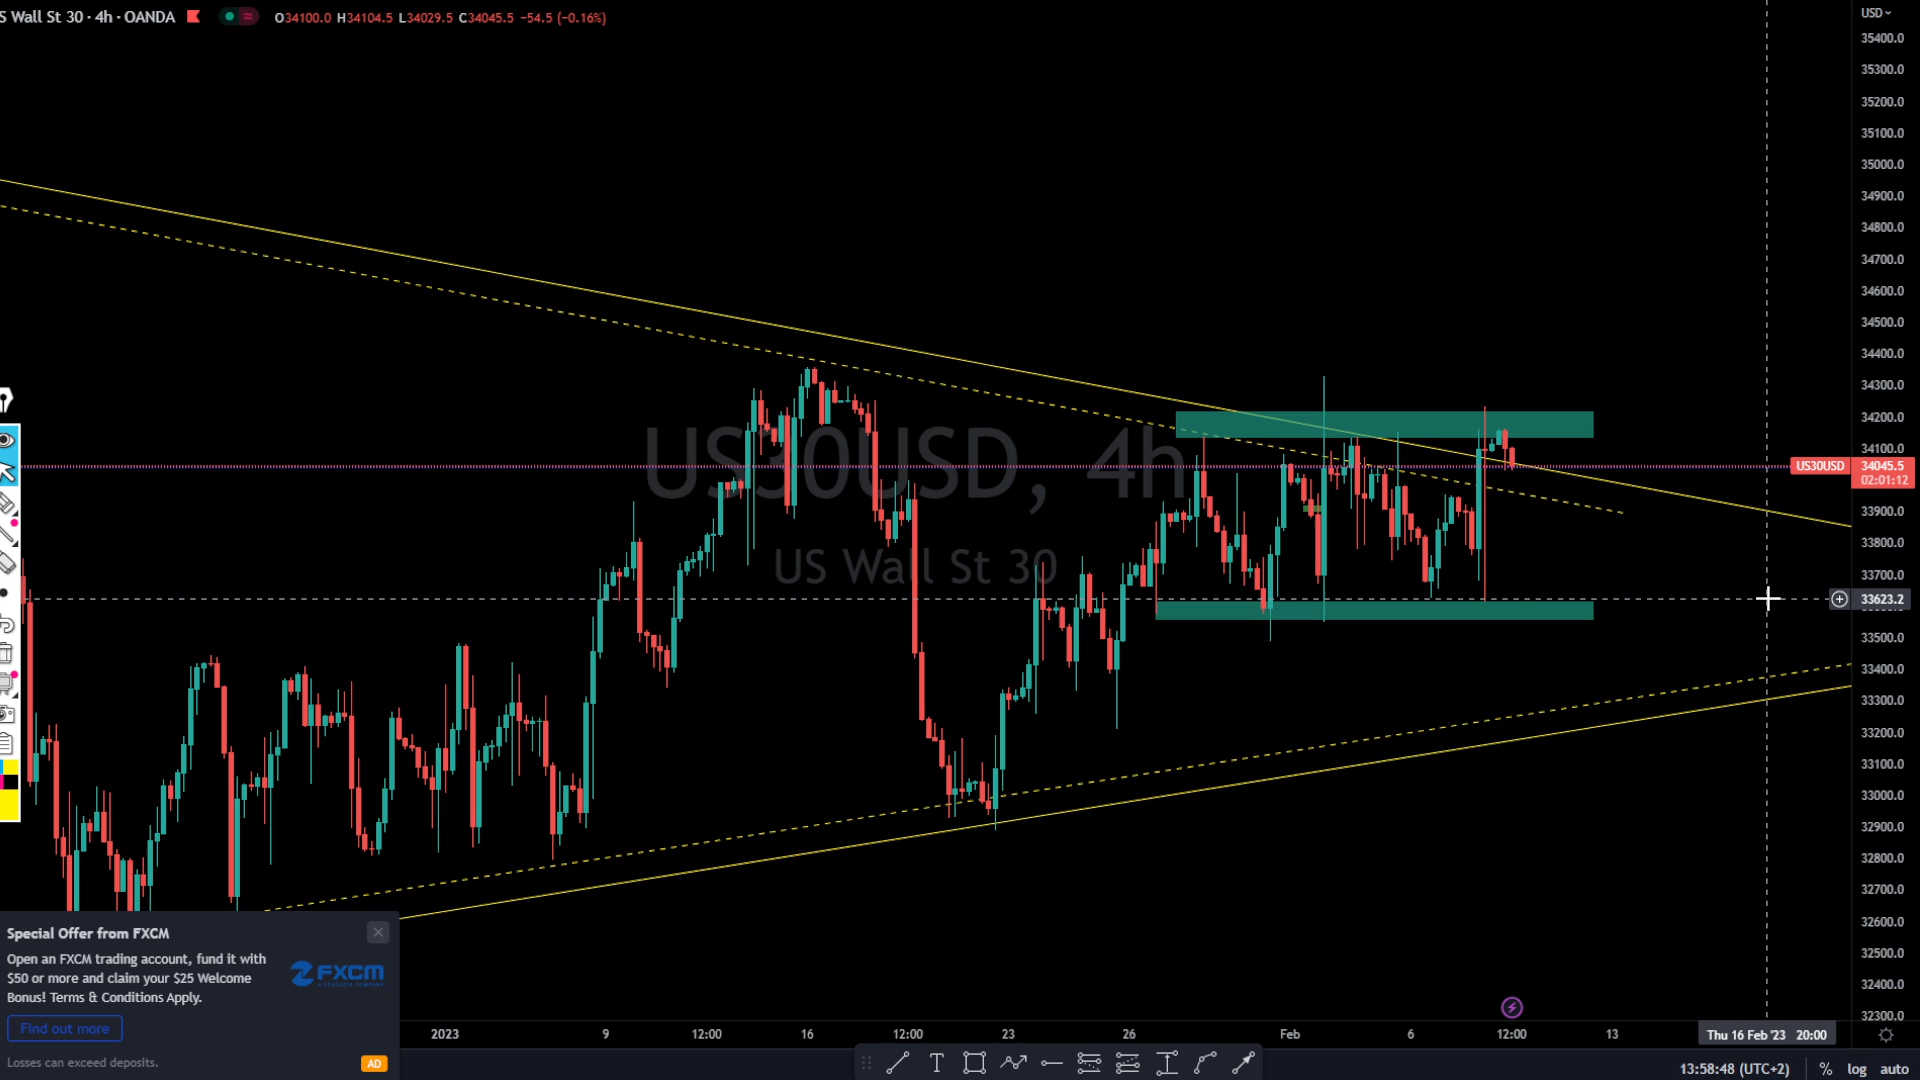 S Wall St 30 · 4h · OANDA
O34100.0 H34104.5 L34029.5 C34045.5 -54.5 (-0.16%)
USD
35400.0
35300.0
35200.0
35100.0
35000.0
34900.0
34800.0
34700.0
34600.0
34500.0
34400.0
34300.0
34200.0
34100.0
US30USD 34045.5
02:01:12
33900.0
33800.0
33700.0
33623.2
33500.0
33400.0
33300.0
33200.0
33100.0
33000.0
32900.0
32800.0
32700.0
32600.0
32500.0
32400.0
32300.0
US30USD, 4h
US Wall St 30
Special Offer from FXCM
Open an FXCM trading account, fund it with
$50 or more and claim your $25 Welcome
Bonus! Terms & Conditions Apply.
FXCM
Find out more
Losses can exceed deposits.
AD
2023 9 12:00 16 12:00 23 26 Feb 6 12:00 13 Thu 16 Feb '23 20:00
13:58:48 (UTC+2) % log auto